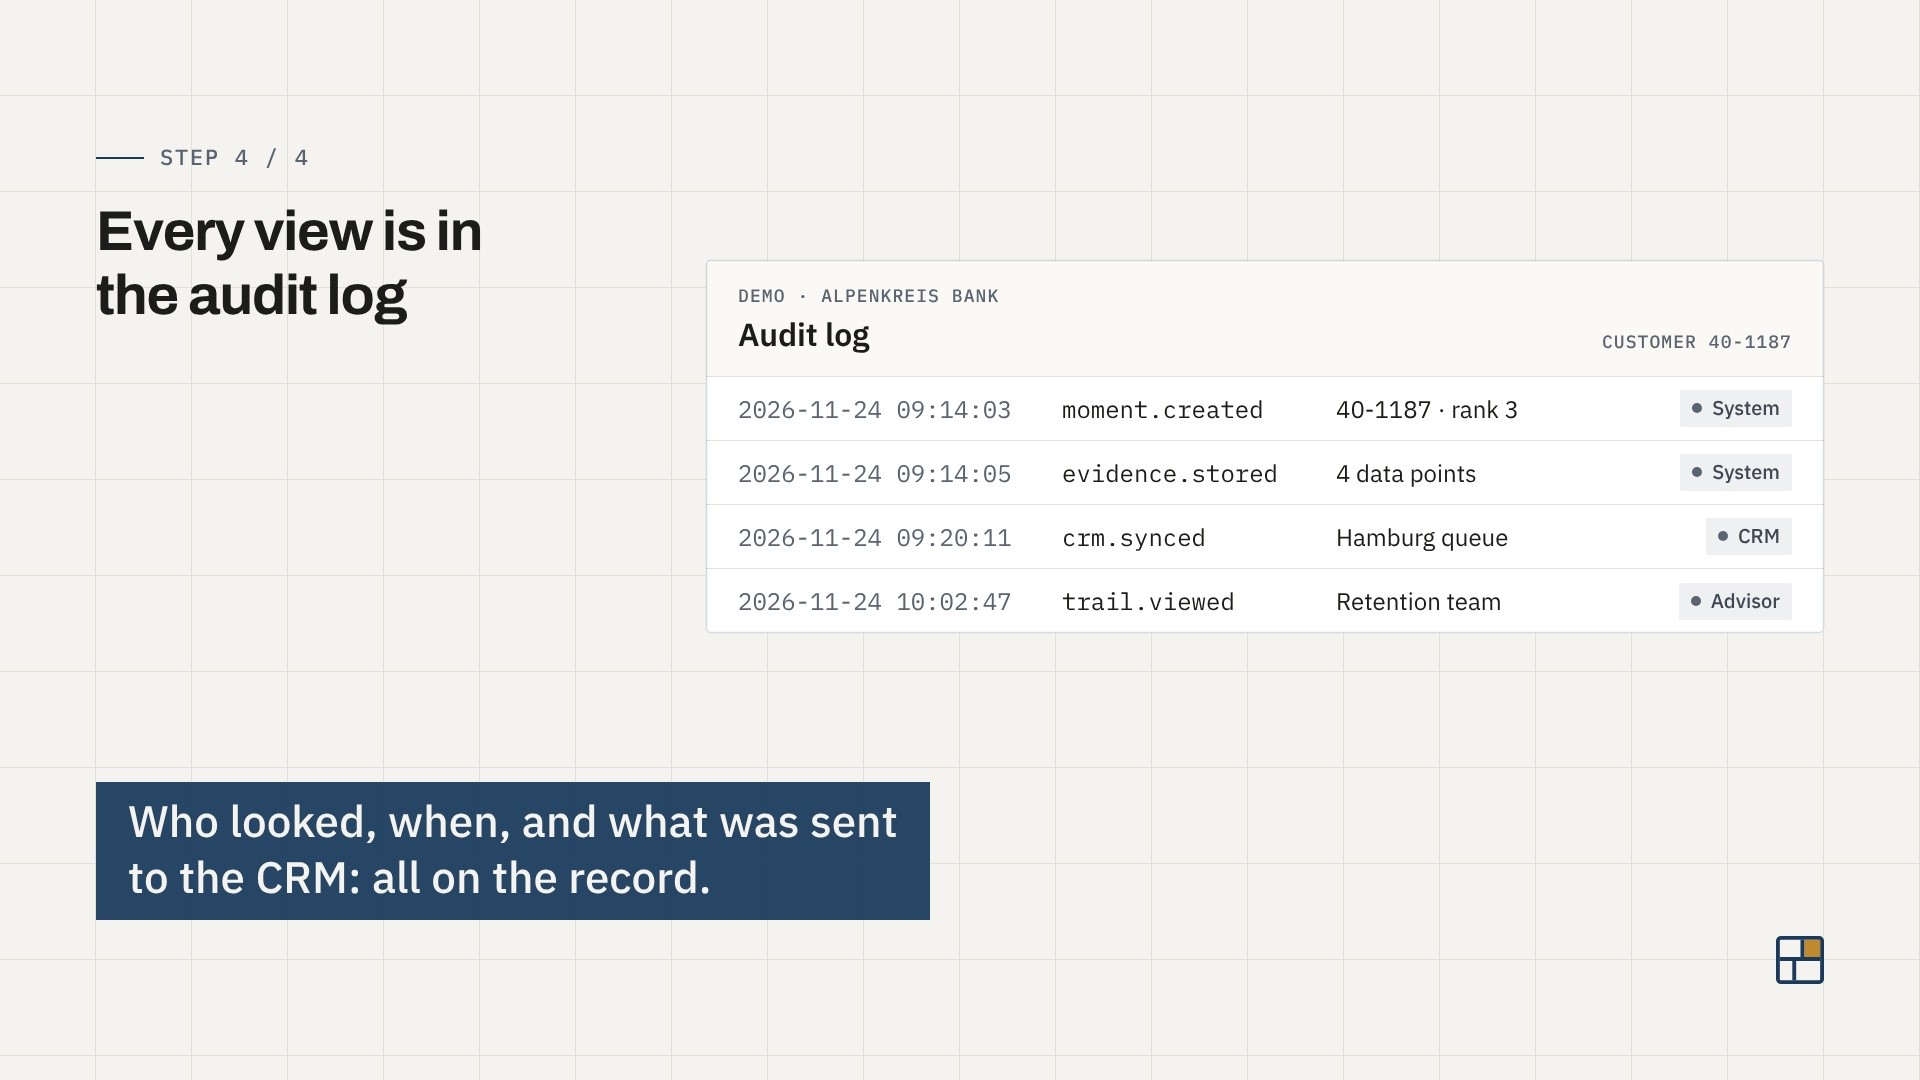 STEP 4 / 4
Every view is in
the audit log
DEMO · ALPENKREIS BANK
Audit log
CUSTOMER 40-1187
2026-11-24 09:14:03 moment.created 40-1187 · rank 3 System
2026-11-24 09:14:05 evidence.stored 4 data points System
2026-11-24 09:20:11 crm.synced Hamburg queue CRM
2026-11-24 10:02:47 trail.viewed Retention team Advisor
Who looked, when, and what was sent
to the CRM: all on the record.